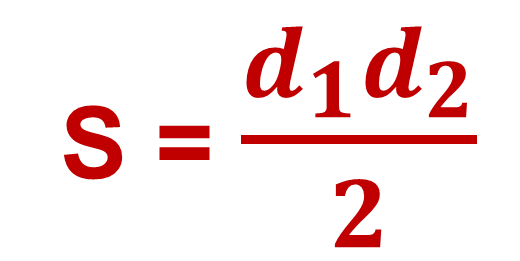 S = d₁d₂ / 2